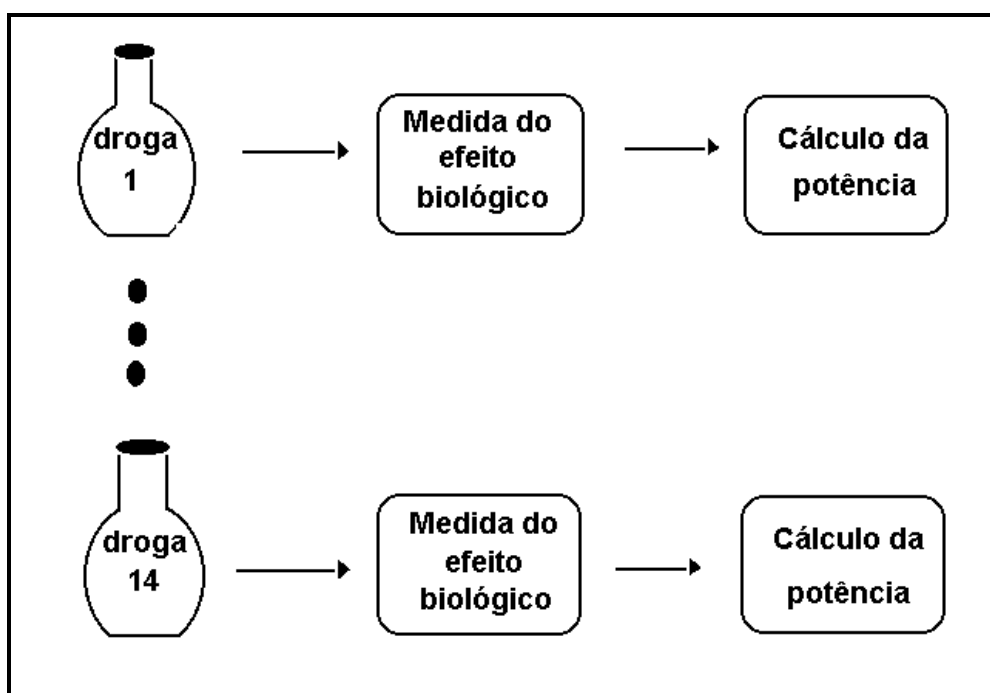 droga
1
Medida do
efeito
biológico
Cálculo da
potência
droga
14
Medida do
efeito
biológico
Cálculo da
potência